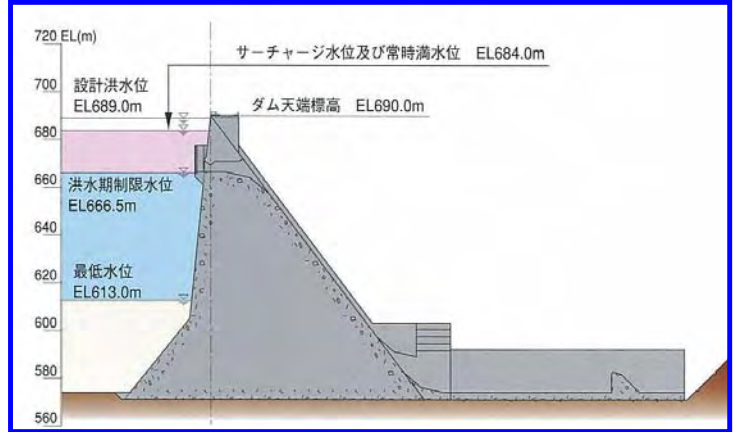 720 EL(m)
サーチャージ水位及び常時満水位 EL684.0m
700
設計洪水位
EL689.0m
ダム天端標高 EL690.0m
680
660
洪水期制限水位
EL666.5m
640
620
最低水位
EL613.0m
600
580
560